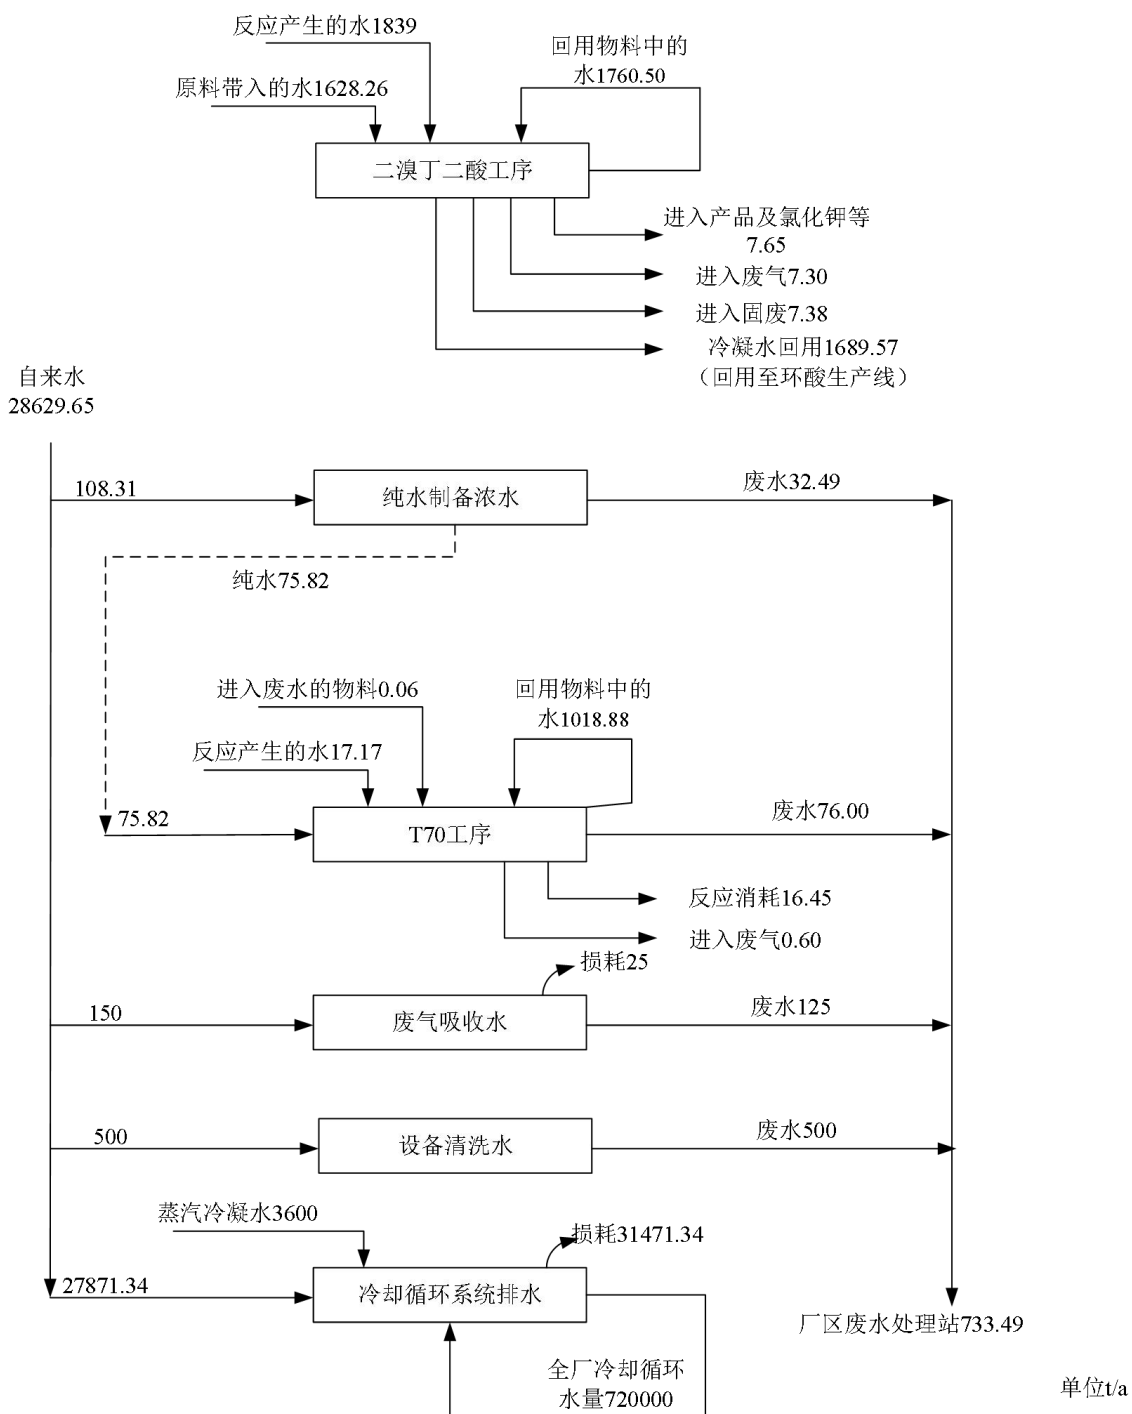 反应产生的水1839
回用物料中的
水1760.50
原料带入的水1628.26
二溴丁二酸工序
进入产品及氯化钾等
7.65
进入废气7.30
进入固废7.38
冷凝水回用1689.57
（回用至环酸生产线）
自来水
28629.65
108.31
纯水制备浓水
废水32.49
纯水75.82
进入废水的物料0.06
回用物料中的
水1018.88
反应产生的水17.17
75.82
T70工序
废水76.00
反应消耗16.45
进入废气0.60
损耗25
150
废气吸收水
废水125
500
设备清洗水
废水500
蒸汽冷凝水3600
损耗31471.34
27871.34
冷却循环系统排水
厂区废水处理站733.49
全厂冷却循环
水量720000
单位t/a